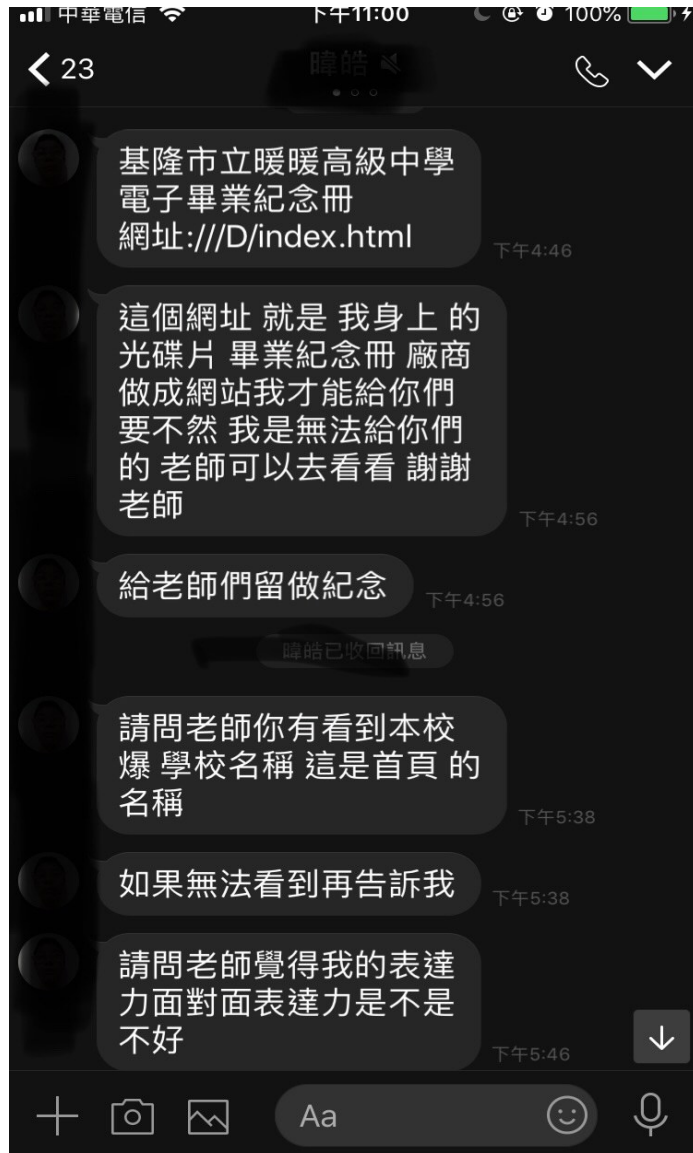 中華電信
下午11:00
100%
23
暐皓
基隆市立暖暖高級中學
電子畢業紀念冊
網址:///D/index.html
下午4:46
這個網址 就是 我身上 的
光碟片 畢業紀念冊 廠商
做成網站我才能給你們
要不然 我是無法給你們
的 老師可以去看看 謝謝
老師
下午4:56
給老師們留做紀念
下午4:56
暐皓已收回訊息
請問老師你有看到本校
爆 學校名稱 這是首頁 的
名稱
下午5:38
如果無法看到再告訴我
下午5:38
請問老師覺得我的表達
力面對面表達力是不是
不好
下午5:46
Aa